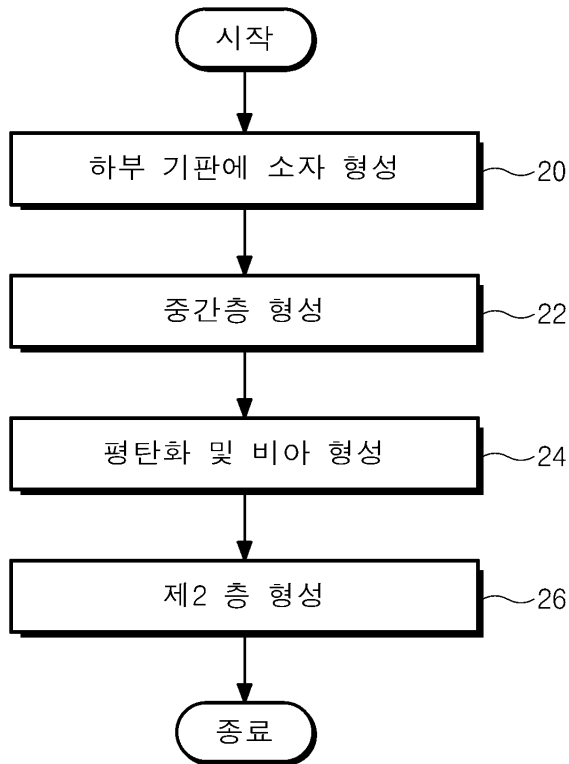 시작
하부 기판에 소자 형성
20
중간층 형성
22
평탄화 및 비아 형성
24
제2 층 형성
26
종료